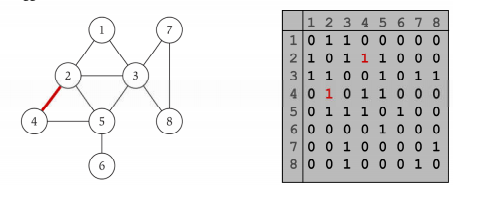 1 7
2 3
4 5 8
6
1 2 3 4 5 6 7 8
1 0 1 1 0 0 0 0 0
2 1 0 1 1 1 0 0 0
3 1 1 0 0 1 0 1 1
4 0 1 0 1 1 0 0 0
5 0 1 1 1 0 1 0 0
6 0 0 0 0 1 0 0 0
7 0 0 1 0 0 0 0 1
8 0 0 1 0 0 0 1 0